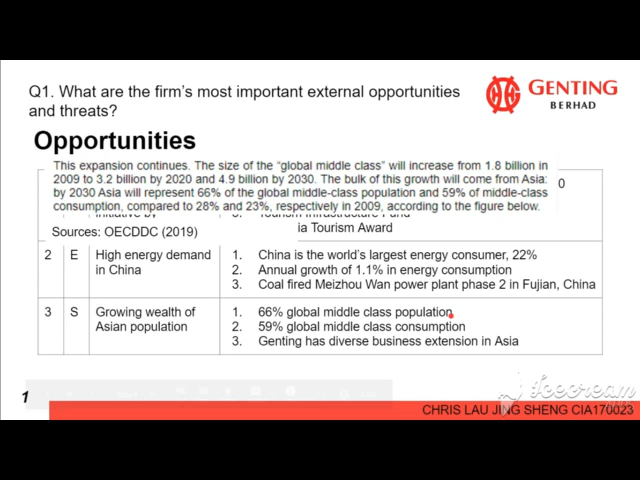 Q1. What are the firm's most important external opportunities
and threats?
GENTING
BERHAD
Opportunities
This expansion continues. The size of the "global middle class" will increase from 1.8 billion in
2009 to 3.2 billion by 2020 and 4.9 billion by 2030. The bulk of this growth will come from Asia:
by 2030 Asia will represent 66% of the global middle-class population and 59% of middle-class
consumption, compared to 28% and 23%, respectively in 2009, according to the figure below.
0
Sources: OECDDC (2019)
ia Tourism Award
2 E High energy demand
in China
1. China is the world's largest energy consumer, 22%
2. Annual growth of 1.1% in energy consumption
3. Coal fired Meizhou Wan power plant phase 2 in Fujian, China
3 S Growing wealth of
Asian population
1. 66% global middle class population
2. 59% global middle class consumption
3. Genting has diverse business extension in Asia
1
Icecream
CHRIS LAU JING SHENG CIA170023